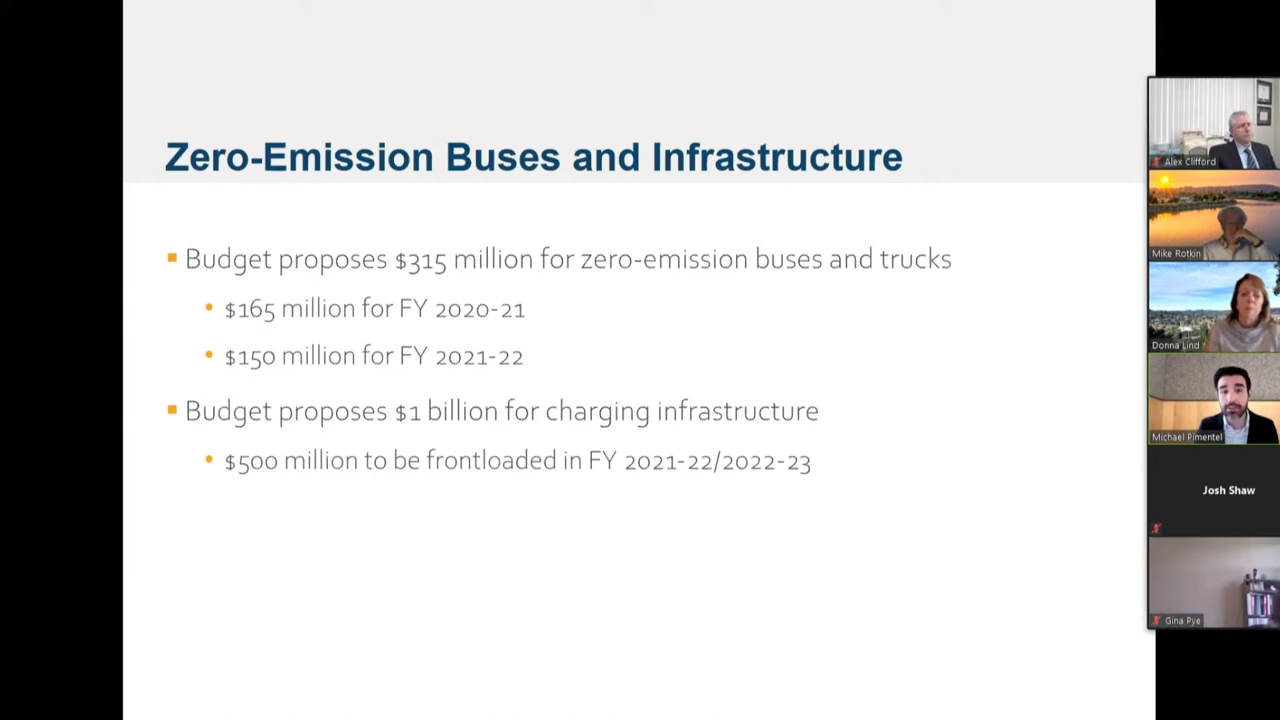 Zero-Emission Buses and Infrastructure
Budget proposes $315 million for zero-emission buses and trucks
$165 million for FY 2020-21
$150 million for FY 2021-22
Budget proposes $1 billion for charging infrastructure
$500 million to be frontloaded in FY 2021-22/2022-23
Alex Clifford
Mike Rotkin
Donna Lind
Michael Pimentel
Josh Shaw
Gina Pye